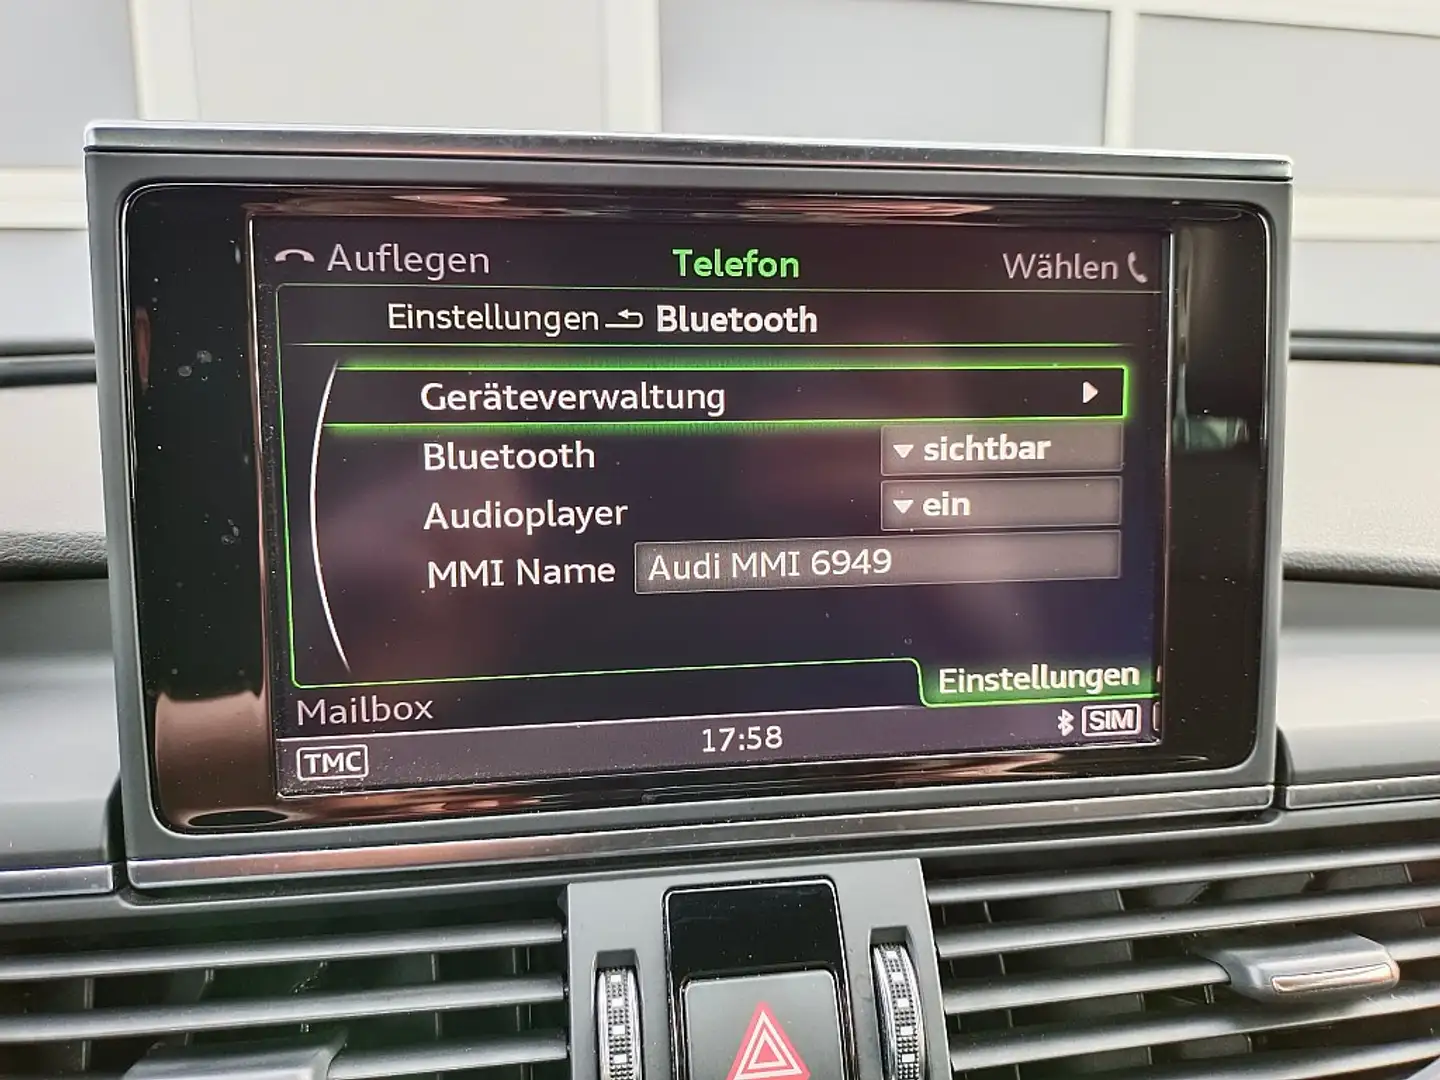 Auflegen Telefon Wählen
Einstellungen Bluetooth
Geräteverwaltung
Bluetooth sichtbar
Audioplayer ein
MMI Name Audi MMI 6949
Einstellungen
Mailbox
TMC 17:58 SIM